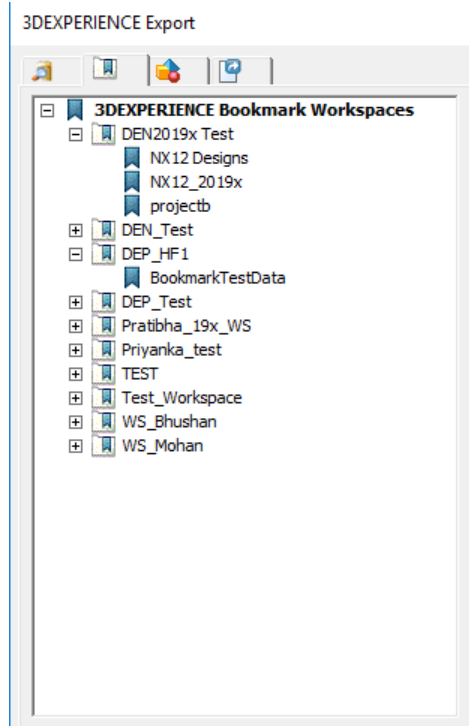 3DEXPERIENCE Export
3DEXPERIENCE Bookmark Workspaces
DEN2019x Test
NX12 Designs
NX12_2019x
projectb
DEN_Test
DEP_HF1
BookmarkTestData
DEP_Test
Pratibha_19x_WS
Priyanka_test
TEST
Test_Workspace
WS_Bhushan
WS_Mohan